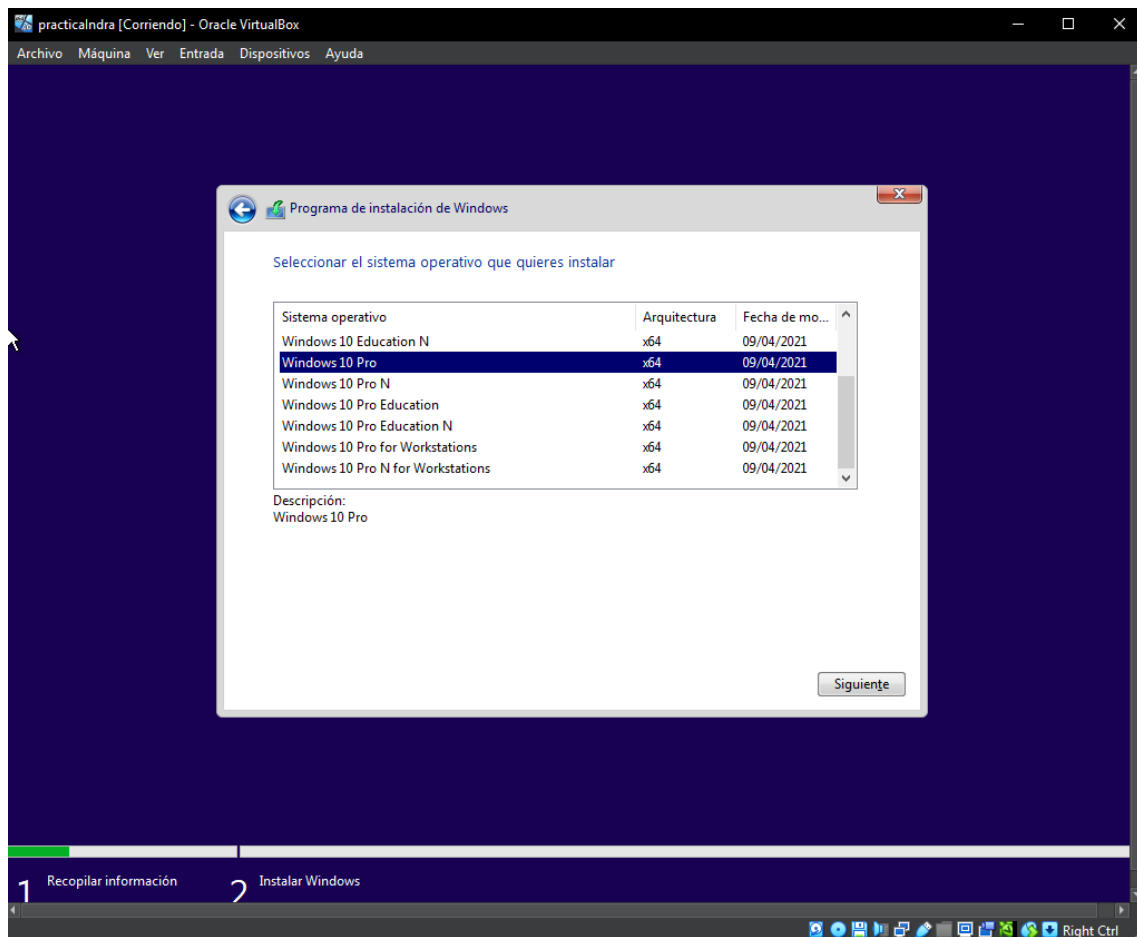 practicaIndra [Corriendo] - Oracle VirtualBox
Archivo Máquina Ver Entrada Dispositivos Ayuda
Programa de instalación de Windows
Seleccionar el sistema operativo que quieres instalar
Sistema operativo Arquitectura Fecha de mo...
Windows 10 Education N x64 09/04/2021
Windows 10 Pro x64 09/04/2021
Windows 10 Pro N x64 09/04/2021
Windows 10 Pro Education x64 09/04/2021
Windows 10 Pro Education N x64 09/04/2021
Windows 10 Pro for Workstations x64 09/04/2021
Windows 10 Pro N for Workstations x64 09/04/2021
Descripción:
Windows 10 Pro
Siguiente
1 Recopilar información 2 Instalar Windows
Right Ctrl